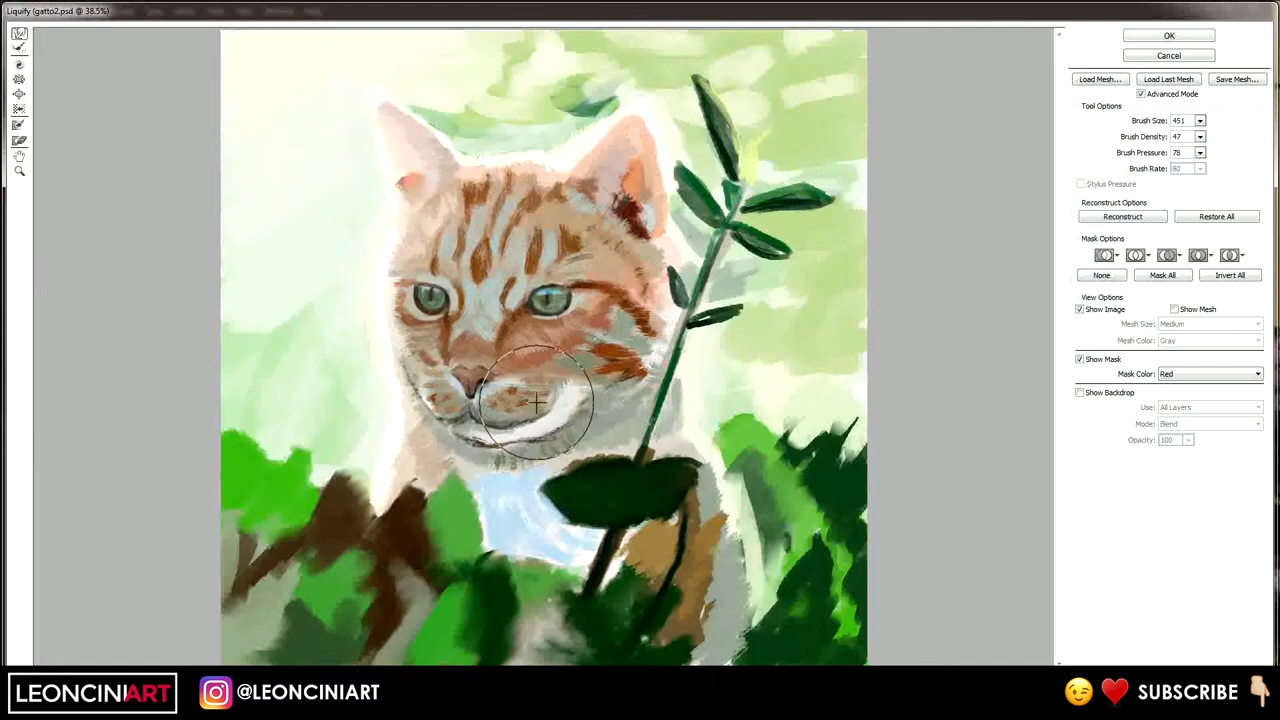 Liquify (gatto2.psd @ 38.5%)
OK
Cancel
Load Mesh... Load Last Mesh Save Mesh...
Advanced Mode
Tool Options
Brush Size: 451
Brush Density: 47
Brush Pressure: 78
Brush Rate: 80
Stylus Pressure
Reconstruct Options
Reconstruct Restore All
Mask Options
None Mask All Invert All
View Options
Show Image Show Mesh
Mesh Size: Medium
Mesh Color: Gray
Show Mask
Mask Color: Red
Show Backdrop
Use: All Layers
Mode: Blend
Opacity: 100
LEONCINIART @LEONCINIART SUBSCRIBE